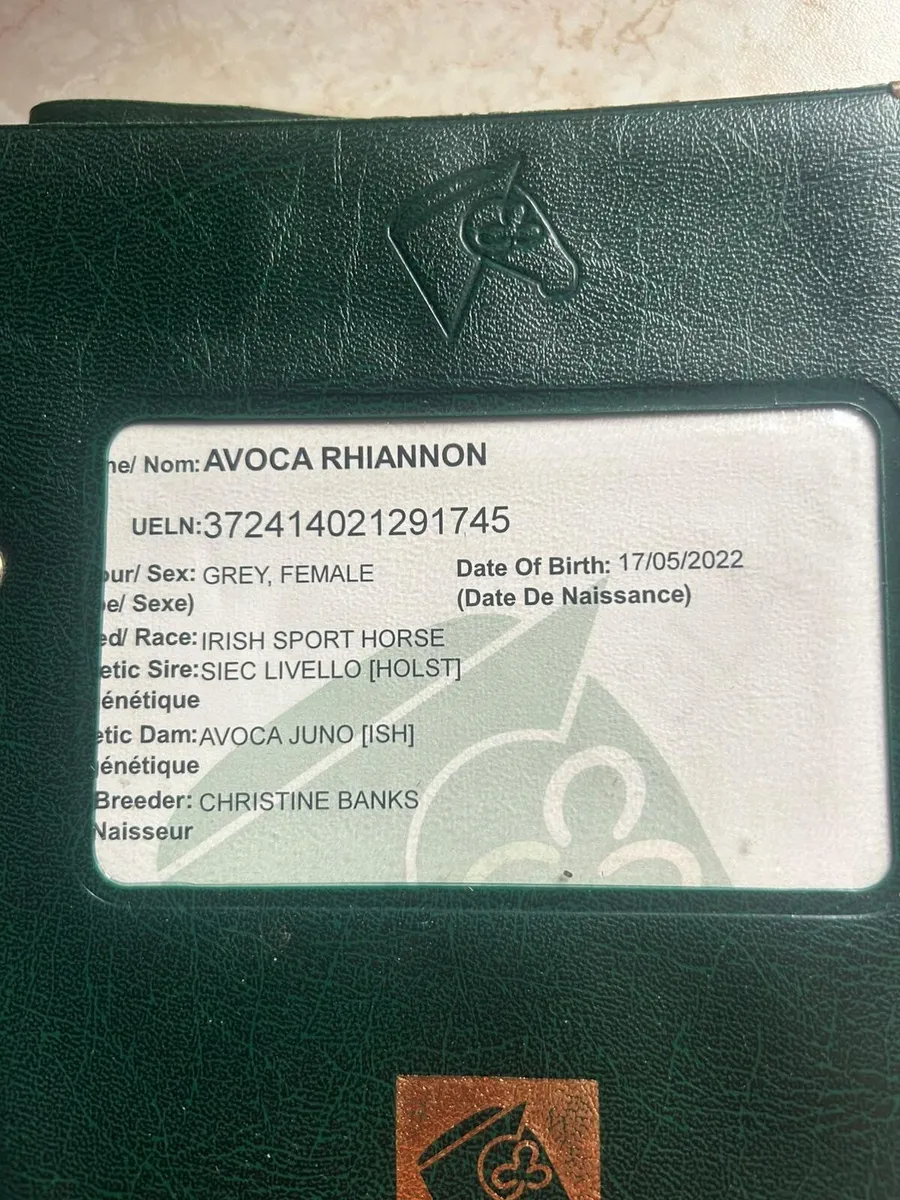 ne/ Nom: AVOCA RHIANNON
UELN: 372414021291745
our/ Sex: GREY, FEMALE Date Of Birth: 17/05/2022
e/ Sexe) (Date De Naissance)
ed/ Race: IRISH SPORT HORSE
etic Sire: SIEC LIVELLO [HOLST]
énétique
etic Dam: AVOCA JUNO [ISH]
énétique
Breeder: CHRISTINE BANKS
Naisseur